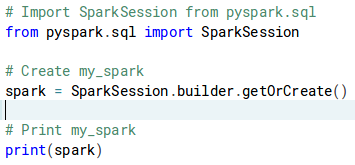 # Import SparkSession from pyspark.sql
from pyspark.sql import SparkSession
# Create my_spark
spark = SparkSession.builder.getOrCreate()
# Print my_spark
print(spark)